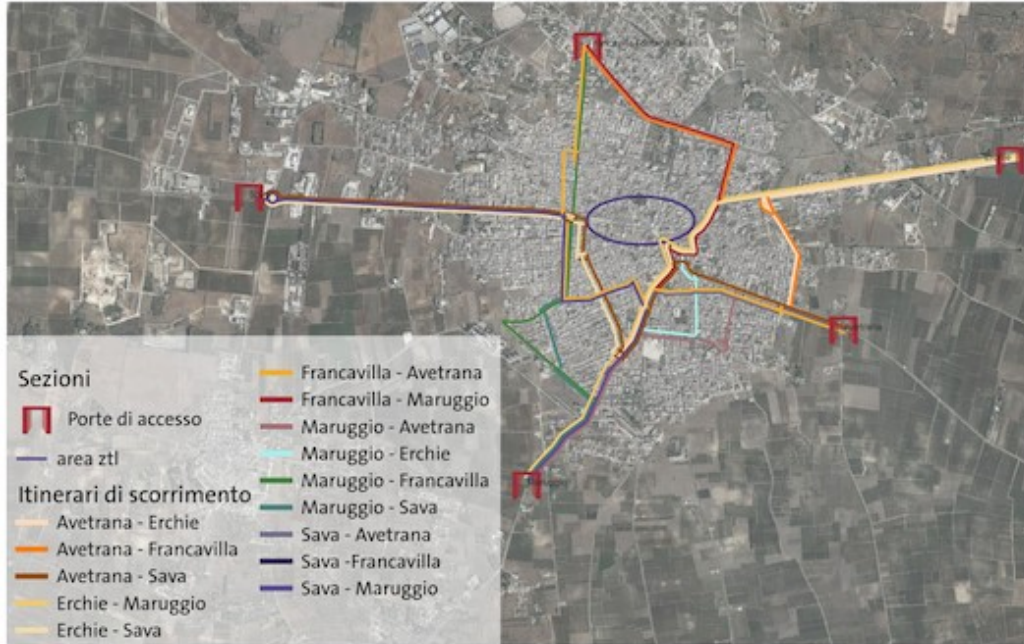 Sezioni
Porte di accesso
area ztl
Itinerari di scorrimento
Avetrana - Erchie
Avetrana - Francavilla
Avetrana - Sava
Erchie - Maruggio
Erchie - Sava
Francavilla - Avetrana
Francavilla - Maruggio
Maruggio - Avetrana
Maruggio - Erchie
Maruggio - Francavilla
Maruggio - Sava
Sava - Avetrana
Sava -Francavilla
Sava - Maruggio